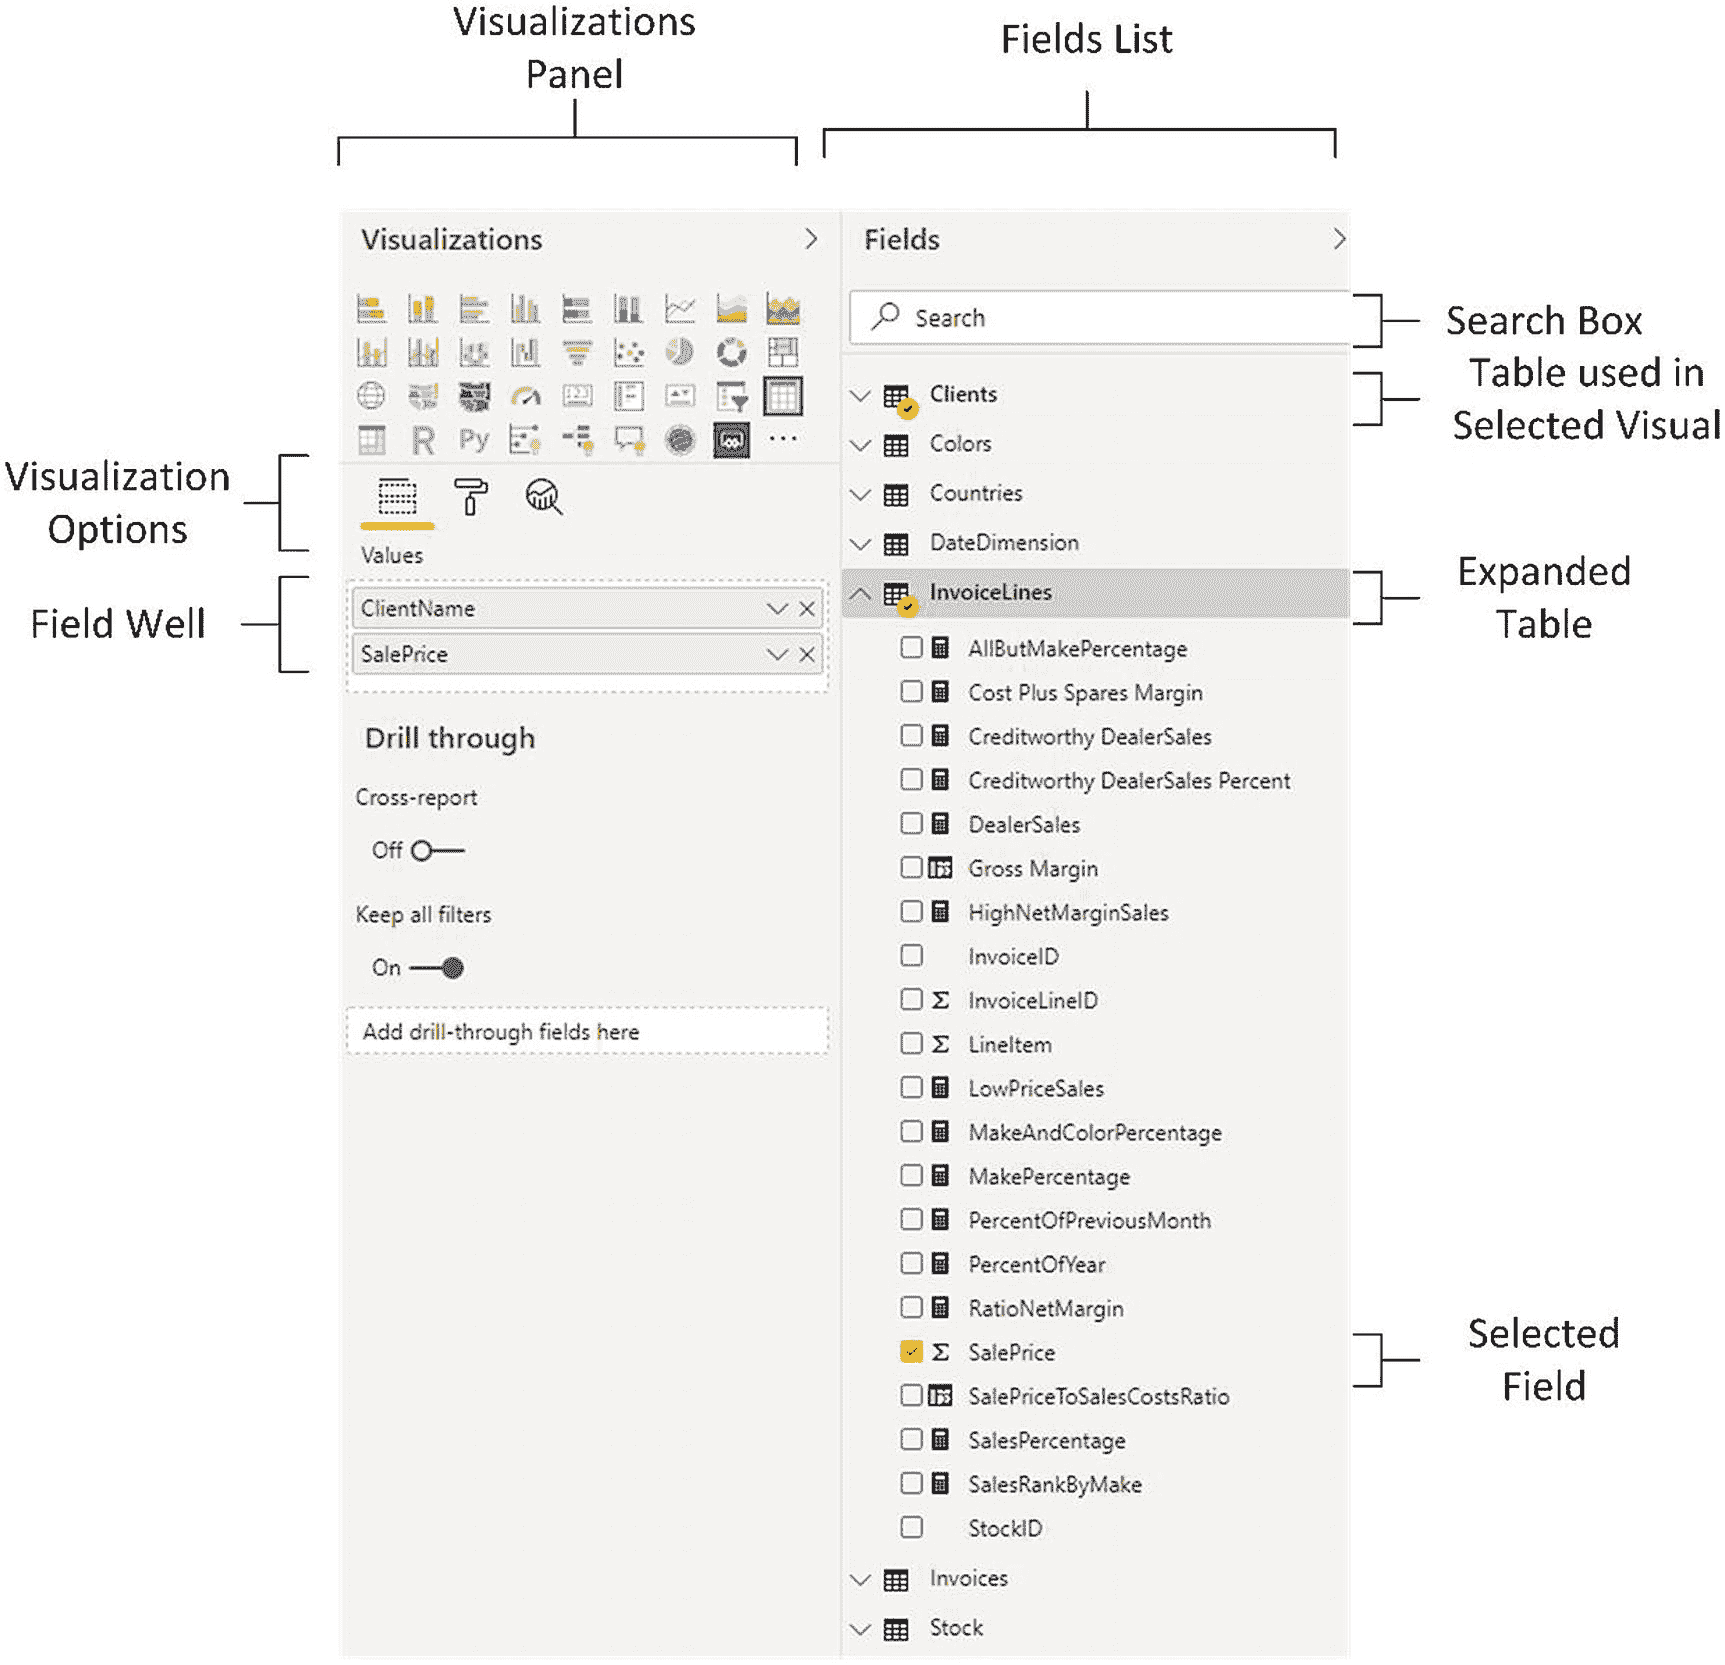 Visualizations
Panel
Fields List
Visualizations
Fields
Search
Search Box
Table used in
Selected Visual
Clients
Colors
Countries
DateDimension
InvoiceLines
Expanded
Table
R
Py
...
Visualization
Options
Values
Field Well
ClientName
SalePrice
Drill through
Cross-report
Off
Keep all filters
On
Add drill-through fields here
AllButMakePercentage
Cost Plus Spares Margin
Creditworthy DealerSales
Creditworthy DealerSales Percent
DealerSales
Gross Margin
HighNetMarginSales
InvoiceID
Σ InvoiceLineID
Σ LineItem
LowPriceSales
MakeAndColorPercentage
MakePercentage
PercentOfPreviousMonth
PercentOfYear
RatioNetMargin
Σ SalePrice
Selected
Field
SalePriceToSalesCostsRatio
SalesPercentage
SalesRankByMake
StockID
Invoices
Stock